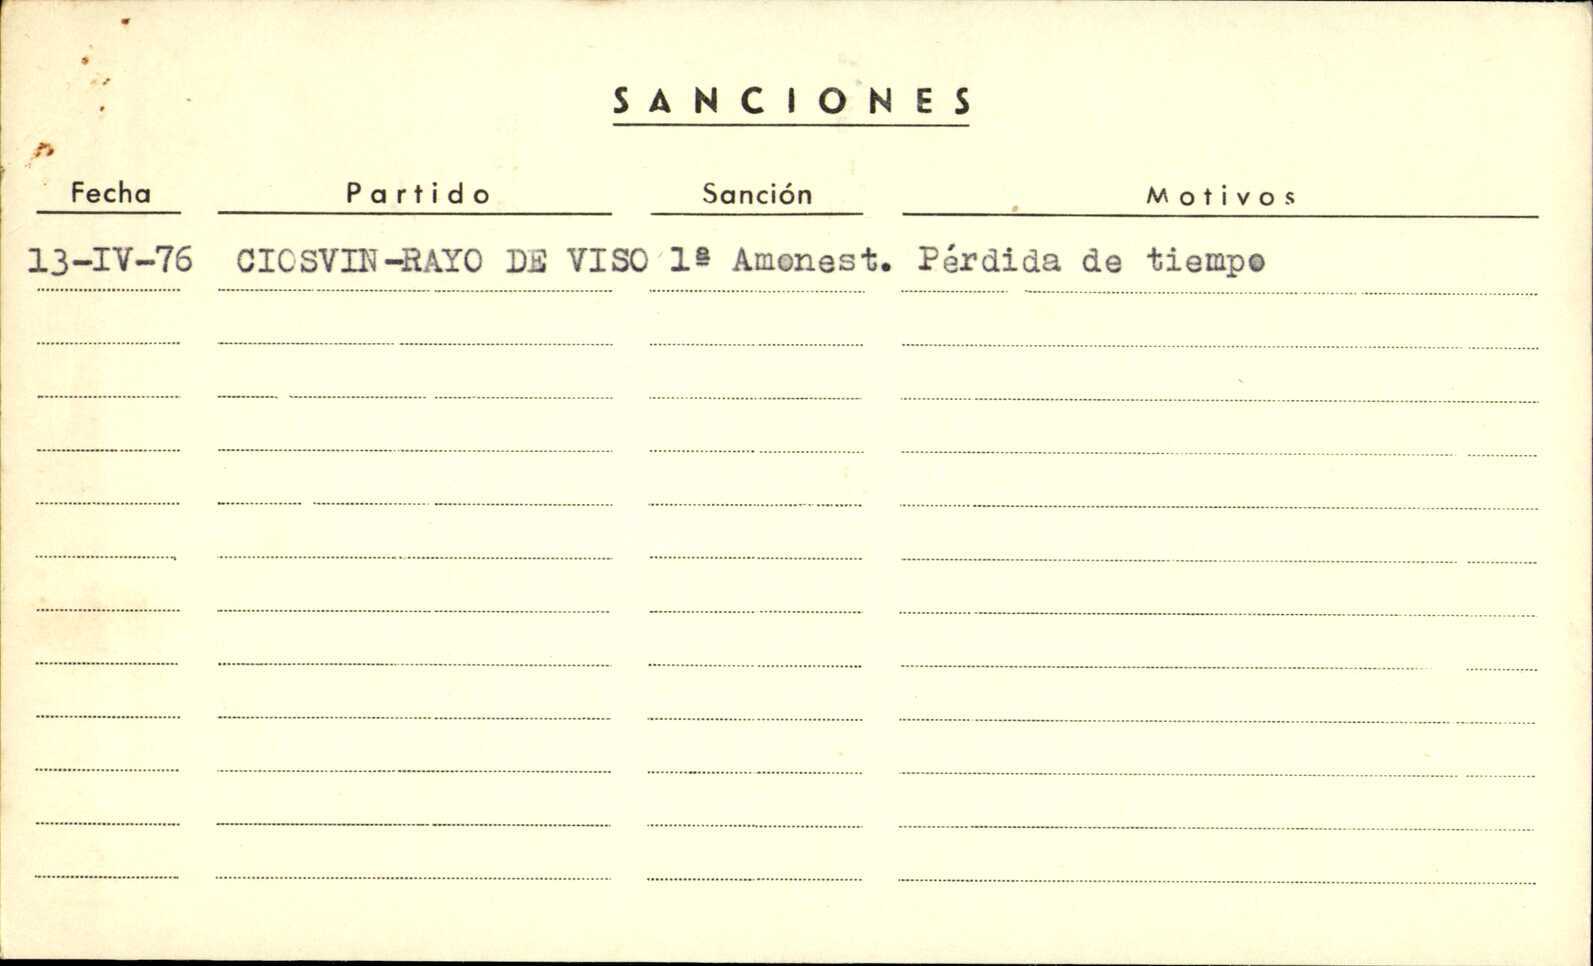 SANCIONES
Fecha Partido Sanción Motivos
13-IV-76 CIOSVIN-RAYO DE VISO 1ª Amonest. Pérdida de tiempo